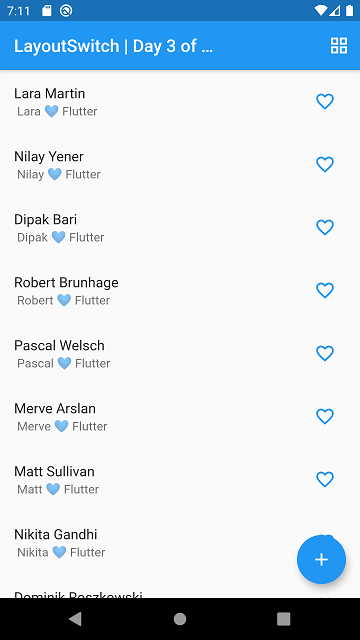 7:11
LayoutSwitch | Day 3 of ...
Lara Martin
Lara 💙 Flutter
Nilay Yener
Nilay 💙 Flutter
Dipak Bari
Dipak 💙 Flutter
Robert Brunhage
Robert 💙 Flutter
Pascal Welsch
Pascal 💙 Flutter
Merve Arslan
Merve 💙 Flutter
Matt Sullivan
Matt 💙 Flutter
Nikita Gandhi
Nikita 💙 Flutter
Dominik Roszkowski